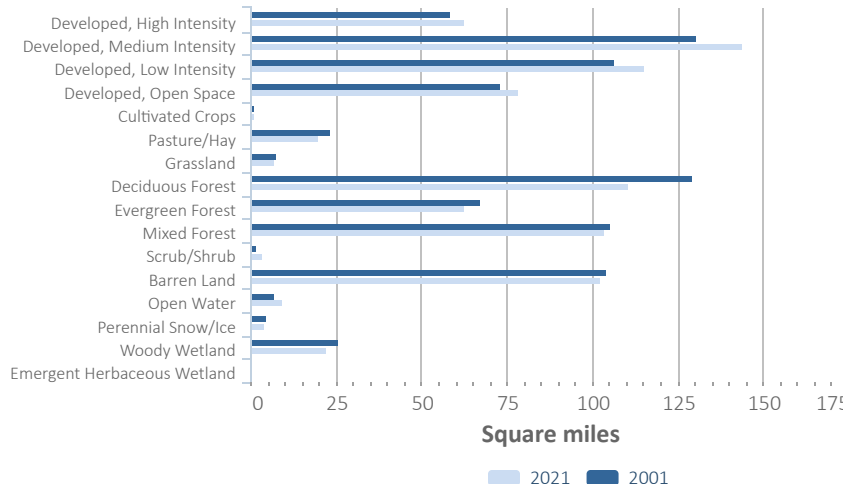 Developed, High Intensity
Developed, Medium Intensity
Developed, Low Intensity
Developed, Open Space
Cultivated Crops
Pasture/Hay
Grassland
Deciduous Forest
Evergreen Forest
Mixed Forest
Scrub/Shrub
Barren Land
Open Water
Perennial Snow/Ice
Woody Wetland
Emergent Herbaceous Wetland
0 25 50 75 100 125 150 175
Square miles
2021 2001